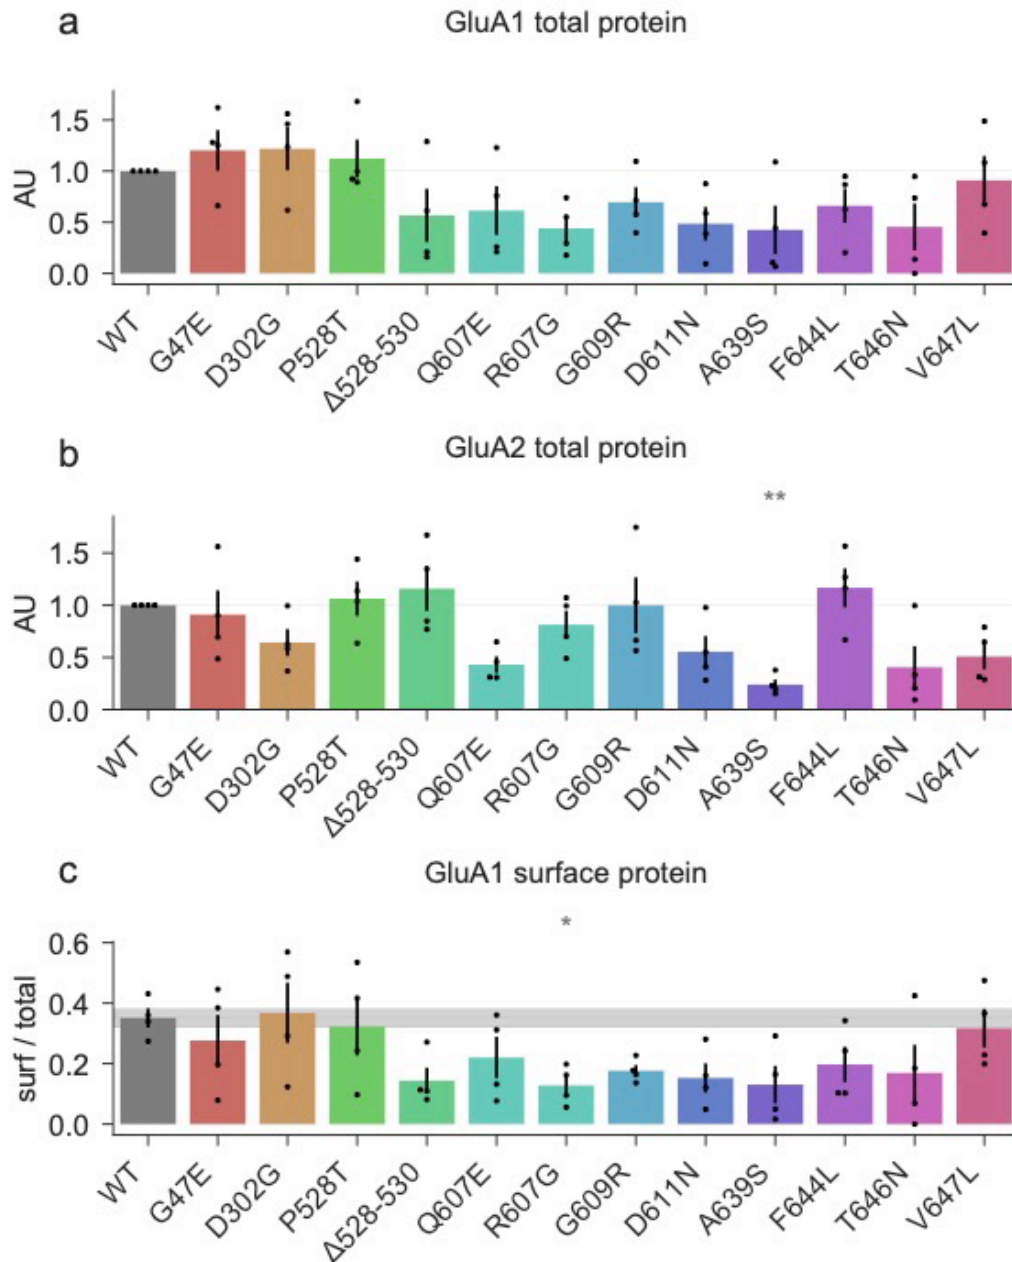 a GluA1 total protein
AU
1.5
1.0
0.5
0.0
WT G47E D302G P528T Δ528-530 Q607E R607G G609R D611N A639S F644L T646N V647L
b GluA2 total protein
**
AU
1.5
1.0
0.5
0.0
WT G47E D302G P528T Δ528-530 Q607E R607G G609R D611N A639S F644L T646N V647L
c GluA1 surface protein
*
surf / total
0.6
0.4
0.2
0.0
WT G47E D302G P528T Δ528-530 Q607E R607G G609R D611N A639S F644L T646N V647L